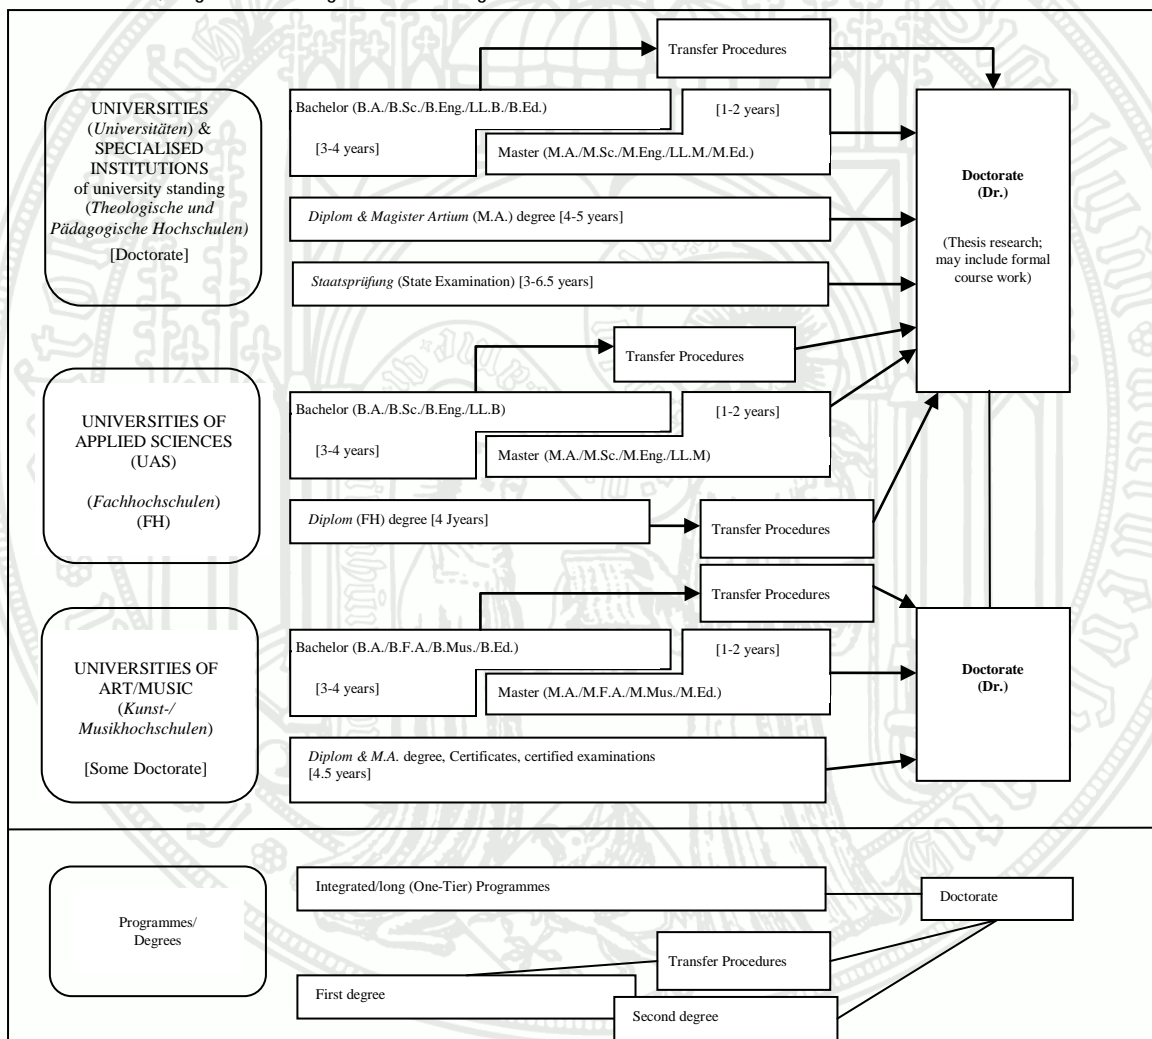 Transfer Procedures
UNIVERSITIES
(Universitäten) &
SPECIALISED
INSTITUTIONS
of university standing
(Theologische und
Pädagogische Hochschulen)
[Doctorate]
Bachelor (B.A./B.Sc./B.Eng./LL.B./B.Ed.)
[3-4 years]
[1-2 years]
Master (M.A./M.Sc./M.Eng./LL.M./M.Ed.)
Diplom & Magister Artium (M.A.) degree [4-5 years]
Staatsprüfung (State Examination) [3-6.5 years]
Doctorate
(Dr.)
(Thesis research;
may include formal
course work)
UNIVERSITIES OF
APPLIED SCIENCES
(UAS)
(Fachhochschulen)
(FH)
Transfer Procedures
Bachelor (B.A./B.Sc./B.Eng./LL.B)
[3-4 years]
[1-2 years]
Master (M.A./M.Sc./M.Eng./LL.M)
Diplom (FH) degree [4 Jyears]
Transfer Procedures
UNIVERSITIES OF
ART/MUSIC
(Kunst-/
Musikhochschulen)
[Some Doctorate]
Transfer Procedures
Bachelor (B.A./B.F.A./B.Mus./B.Ed.)
[3-4 years]
[1-2 years]
Master (M.A./M.F.A./M.Mus./M.Ed.)
Diplom & M.A. degree, Certificates, certified examinations
[4.5 years]
Doctorate
(Dr.)
Programmes/
Degrees
Integrated/long (One-Tier) Programmes
Doctorate
Transfer Procedures
First degree
Second degree